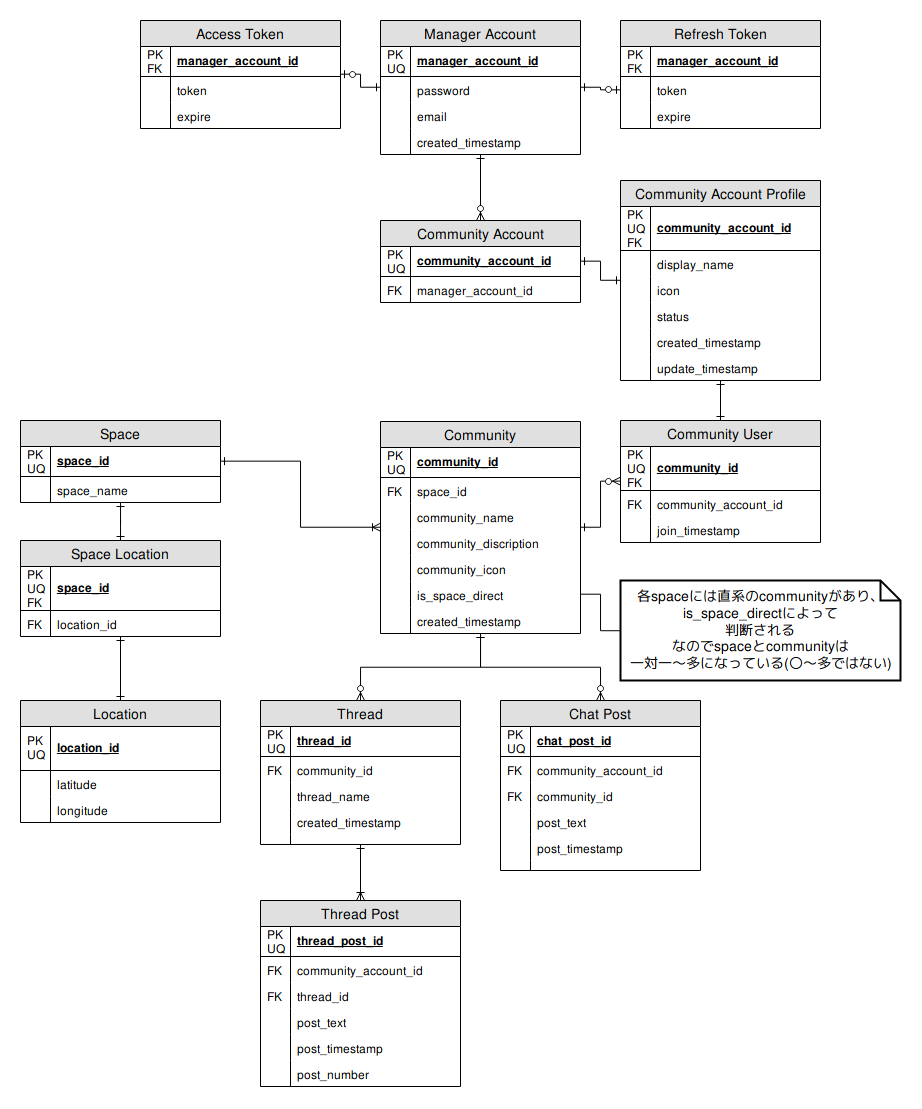 Access Token
PK
FK
manager_account_id
token
expire
Manager Account
PK
UQ
manager_account_id
password
email
created_timestamp
Refresh Token
PK
FK
manager_account_id
token
expire
Community Account
PK
UQ
community_account_id
FK
manager_account_id
Community Account Profile
PK
UQ
FK
community_account_id
display_name
icon
status
created_timestamp
update_timestamp
Space
PK
UQ
space_id
space_name
Community
PK
UQ
community_id
FK
space_id
community_name
community_discription
community_icon
is_space_direct
created_timestamp
Community User
PK
UQ
FK
community_id
FK
community_account_id
join_timestamp
Space Location
PK
UQ
FK
space_id
FK
location_id
各spaceには直系のcommunityがあり、
is_space_directによって
判断される
なのでspaceとcommunityは
一対一～多になっている(〇～多ではない)
Location
PK
UQ
location_id
latitude
longitude
Thread
PK
UQ
thread_id
FK
community_id
thread_name
created_timestamp
Chat Post
PK
UQ
chat_post_id
FK
community_account_id
FK
community_id
post_text
post_timestamp
Thread Post
PK
UQ
thread_post_id
FK
community_account_id
FK
thread_id
post_text
post_timestamp
post_number